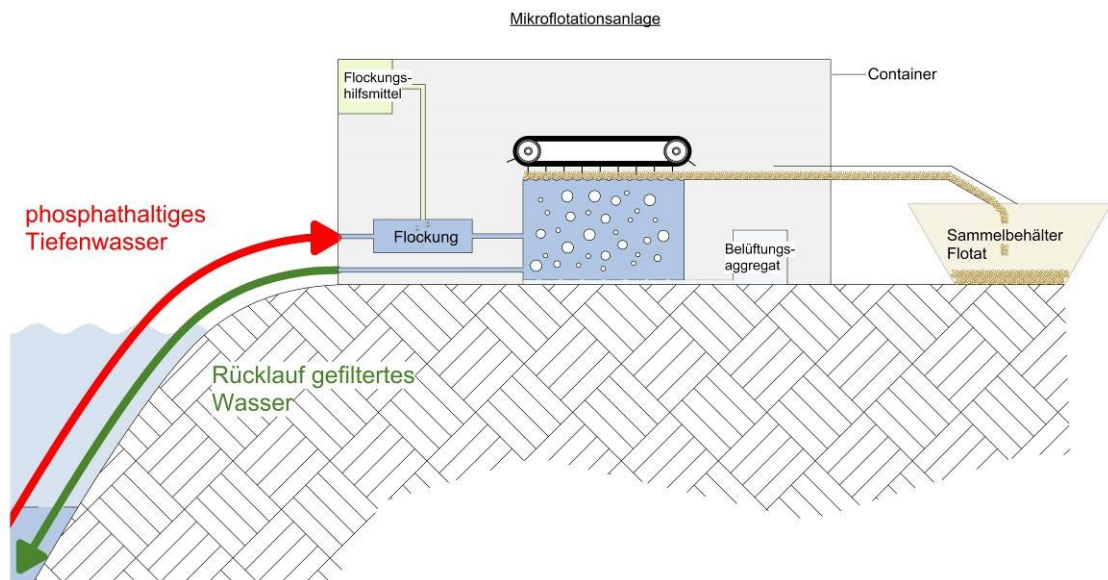 Mikroflotationsanlage
Flockungs-
hilfsmittel
Container
phosphathaltiges
Tiefenwasser
Flockung
Belüftungs-
aggregat
Sammelbehälter
Flotat
Rücklauf gefiltertes
Wasser